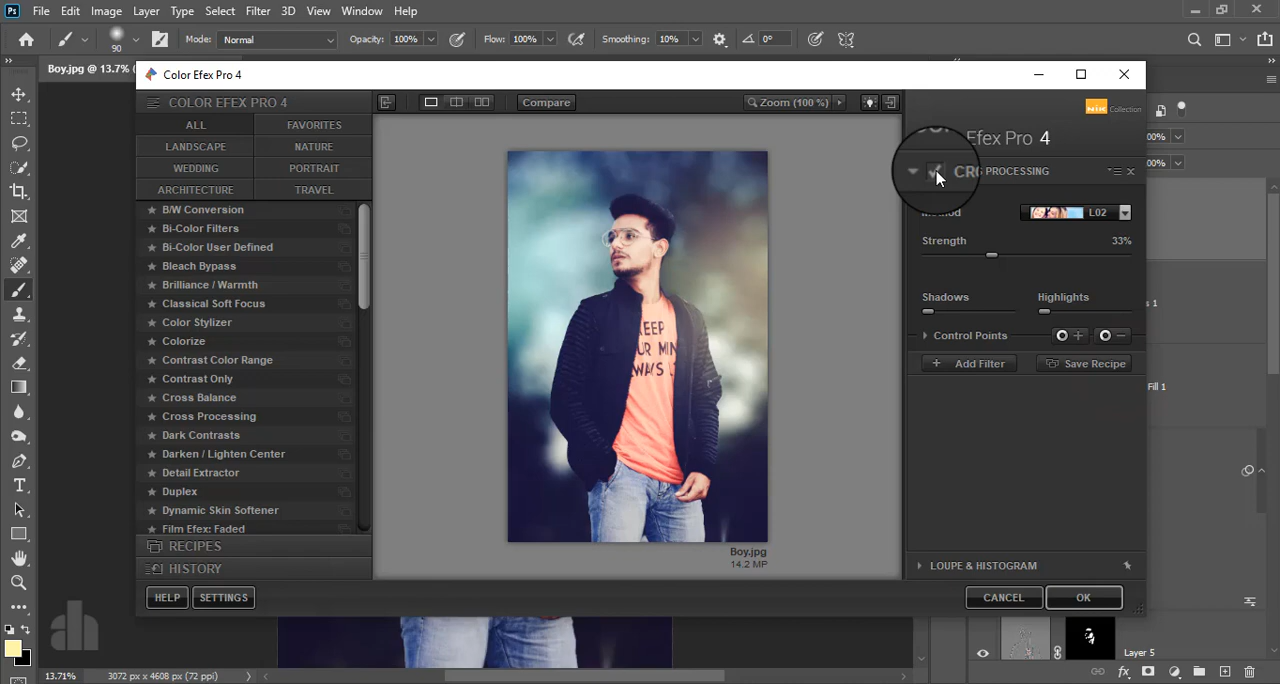 Ps File Edit Image Layer Type Select Filter 3D View Window Help
90 Mode: Normal Opacity: 100% Flow: 100% Smoothing: 10% 0°
Boy.jpg @ 13.7%
Color Efex Pro 4
COLOR EFEX PRO 4
Compare
Zoom (100 %)
Nik Collection
Efex Pro 4
ALL FAVORITES
LANDSCAPE NATURE
WEDDING PORTRAIT
ARCHITECTURE TRAVEL
B/W Conversion
Bi-Color Filters
Bi-Color User Defined
Bleach Bypass
Brilliance / Warmth
Classical Soft Focus
Color Stylizer
Colorize
Contrast Color Range
Contrast Only
Cross Balance
Cross Processing
Dark Contrasts
Darken / Lighten Center
Detail Extractor
Duplex
Dynamic Skin Softener
Film Efex: Faded
RECIPES
HISTORY
HELP SETTINGS
KEEP
UR MIN
WAYS
Boy.jpg
14.2 MP
PROCESSING
Method L02
Strength 33%
Shadows Highlights
Control Points
Add Filter Save Recipe
LOUPE & HISTOGRAM
CANCEL OK
00%
00%
s 1
Fill 1
Layer 5
ah
13.71% 3072 px x 4608 px (72 ppi)